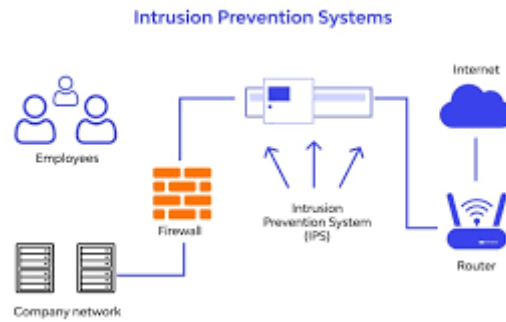 Intrusion Prevention Systems
Internet
Employees
Firewall
Intrusion
Prevention System
(IPS)
Router
Company network